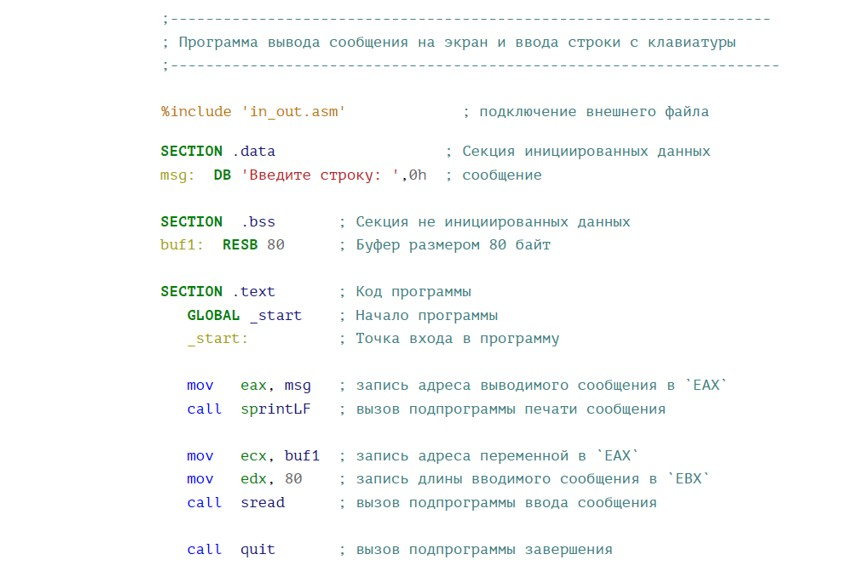 ;--------------------------------------------------------------------
; Программа вывода сообщения на экран и ввода строки с клавиатуры
;---------------------------------------------------------------------
%include 'in_out.asm'             ; подключение внешнего файла
SECTION .data                   ; Секция инициированных данных
msg:  DB 'Введите строку: ',0h  ; сообщение
SECTION  .bss       ; Секция не инициированных данных
buf1:  RESB 80      ; Буфер размером 80 байт
SECTION .text       ; Код программы
   GLOBAL _start    ; Начало программы
   _start:          ; Точка входа в программу
   mov   eax, msg   ; запись адреса выводимого сообщения в `EAX`
   call  sprintLF   ; вызов подпрограммы печати сообщения
   mov   ecx, buf1  ; запись адреса переменной в `EAX`
   mov   edx, 80    ; запись длины вводимого сообщения в `EBX`
   call  sread      ; вызов подпрограммы ввода сообщения
   call  quit       ; вызов подпрограммы завершения